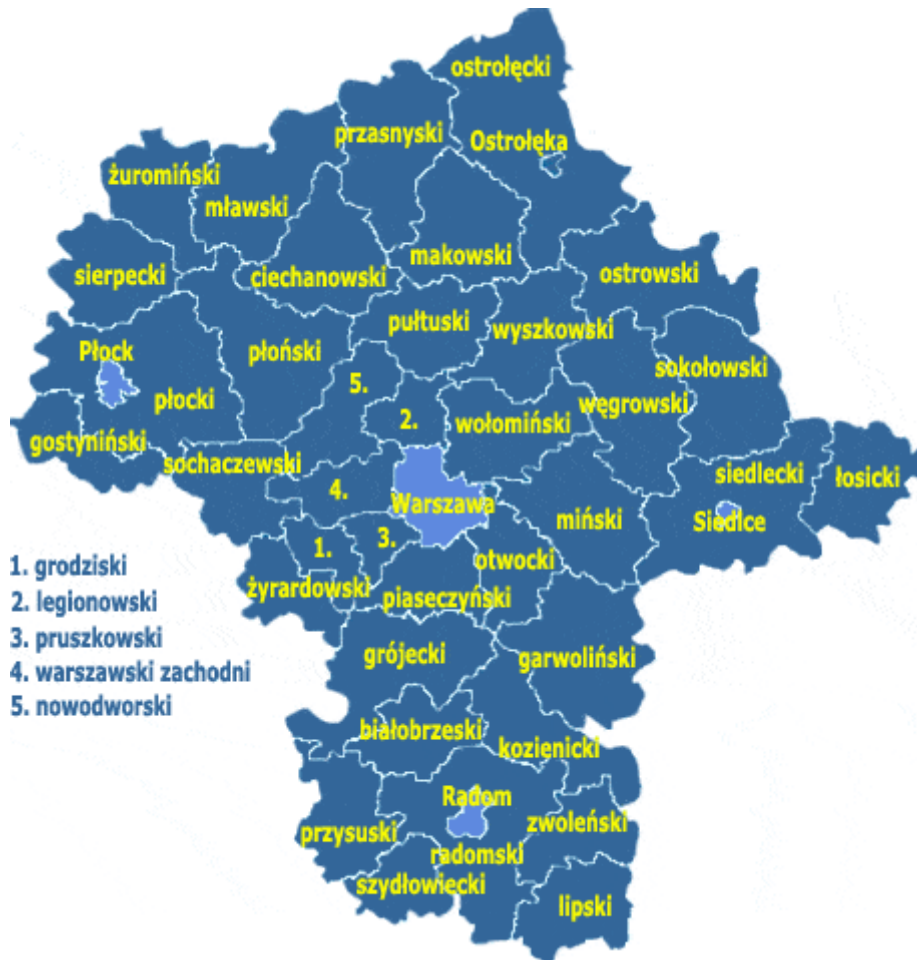 ostrołęcki
przasnyski
Ostrołęka
żuromiński
mławski
makowski
sierpecki
ciechanowski
ostrowski
pułtuski
wyszkowski
Płock
płoński
sokołowski
5.
płocki
węgrowski
2.
wołomiński
gostyniński
sochaczewski
siedlecki
łosicki
4.
Warszawa
miński
Siedlce
1.
3.
otwocki
żyrardowski
piaseczyński
1. grodziski
2. legionowski
3. pruszkowski
4. warszawski zachodni
5. nowodworski
grójecki
garwoliński
białobrzeski
kozienicki
Radom
przysuski
zwoleński
radomski
szydłowiecki
lipski